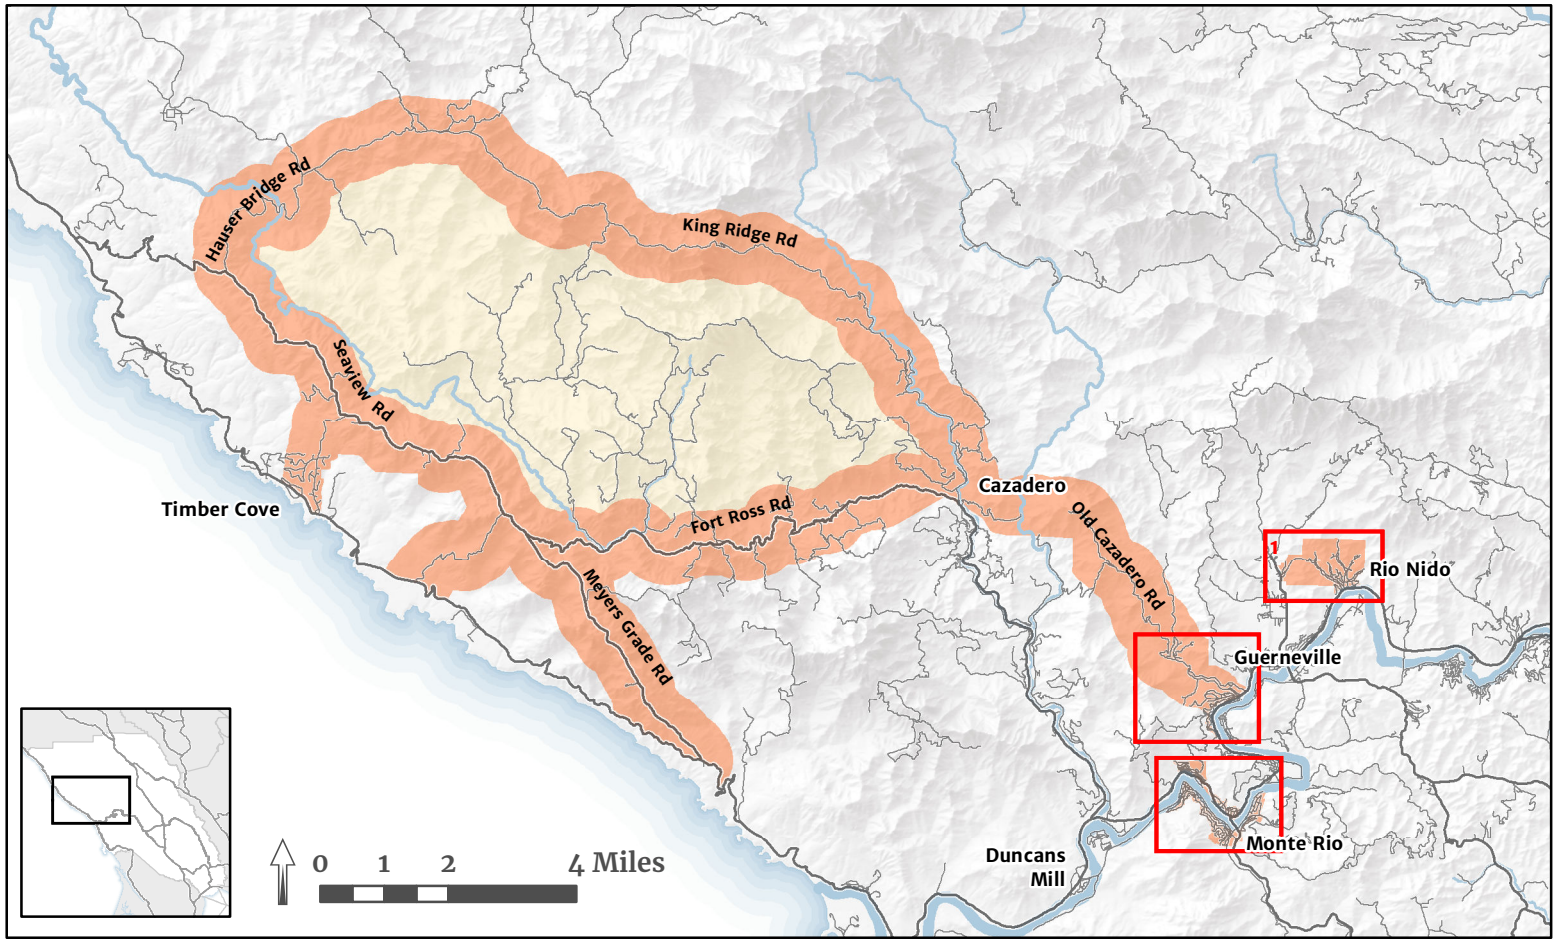 Hauser Bridge Rd
King Ridge Rd
Seaview Rd
Cazadero
Timber Cove
Fort Ross Rd
Old Cazadero Rd
1
Rio Nido
Meyers Grade Rd
Guerneville
Monte Rio
Duncans
Mill
0 1 2 4 Miles